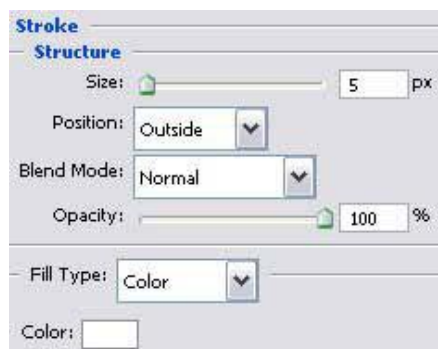 Stroke
Structure
Size: 5 px
Position: Outside
Blend Mode: Normal
Opacity: 100 %
Fill Type: Color
Color: